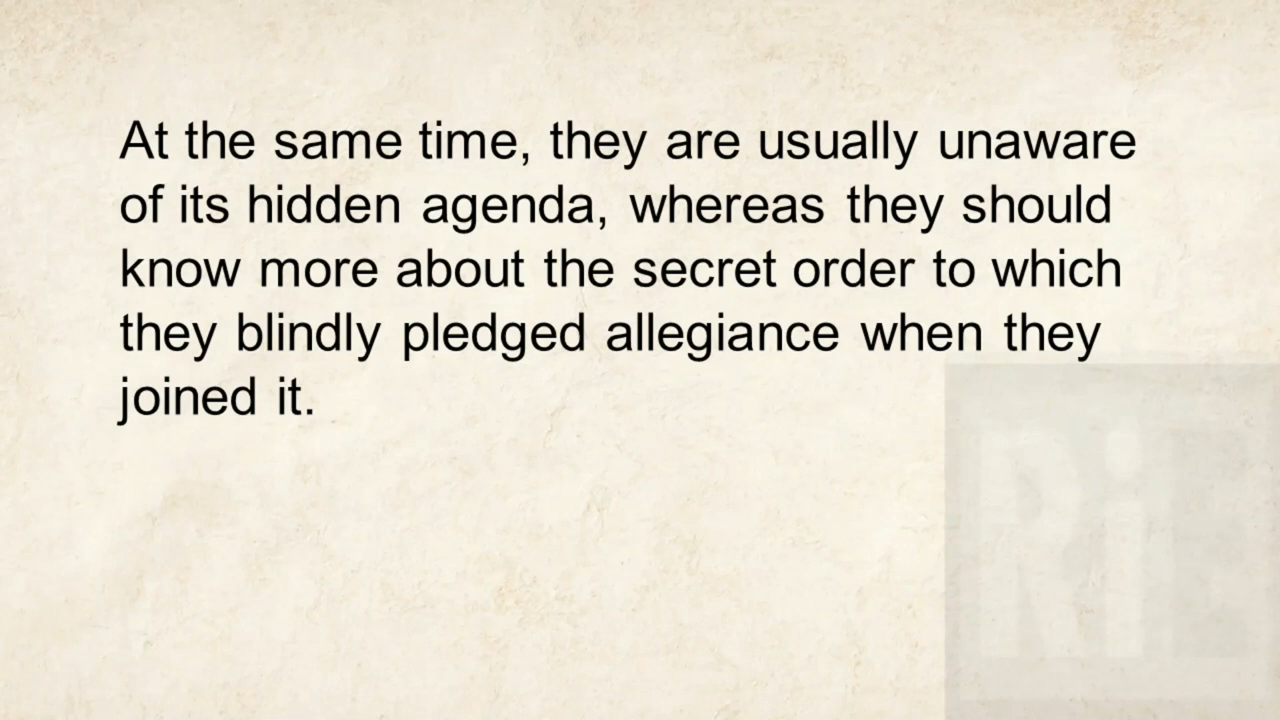 At the same time, they are usually unaware
of its hidden agenda, whereas they should
know more about the secret order to which
they blindly pledged allegiance when they
joined it.